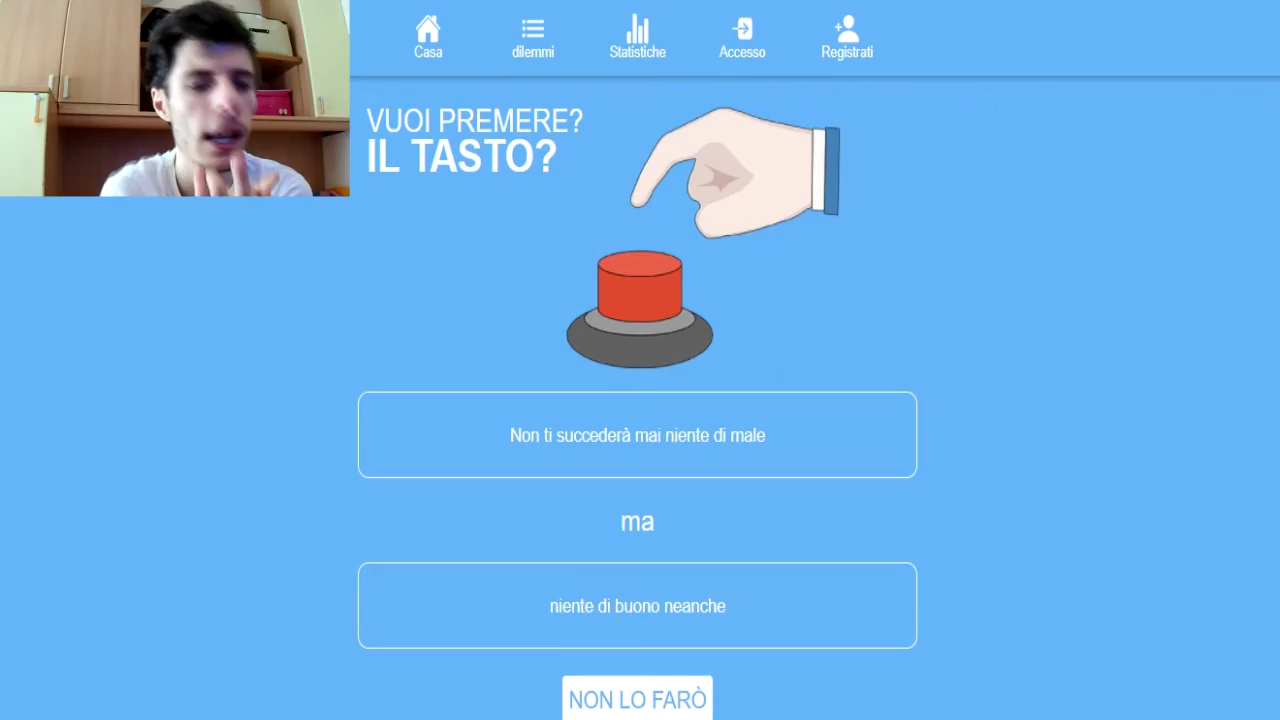 Casa
dilemmi
Statistiche
Accesso
Registrati
VUOI PREMERE?
IL TASTO?
Non ti succederà mai niente di male
ma
niente di buono neanche
NON LO FARÒ